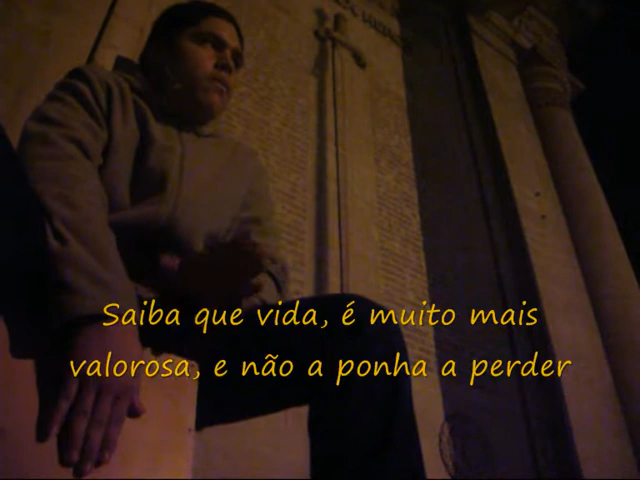 Saiba que vida, é muito mais
valorosa, e não a ponha a perder